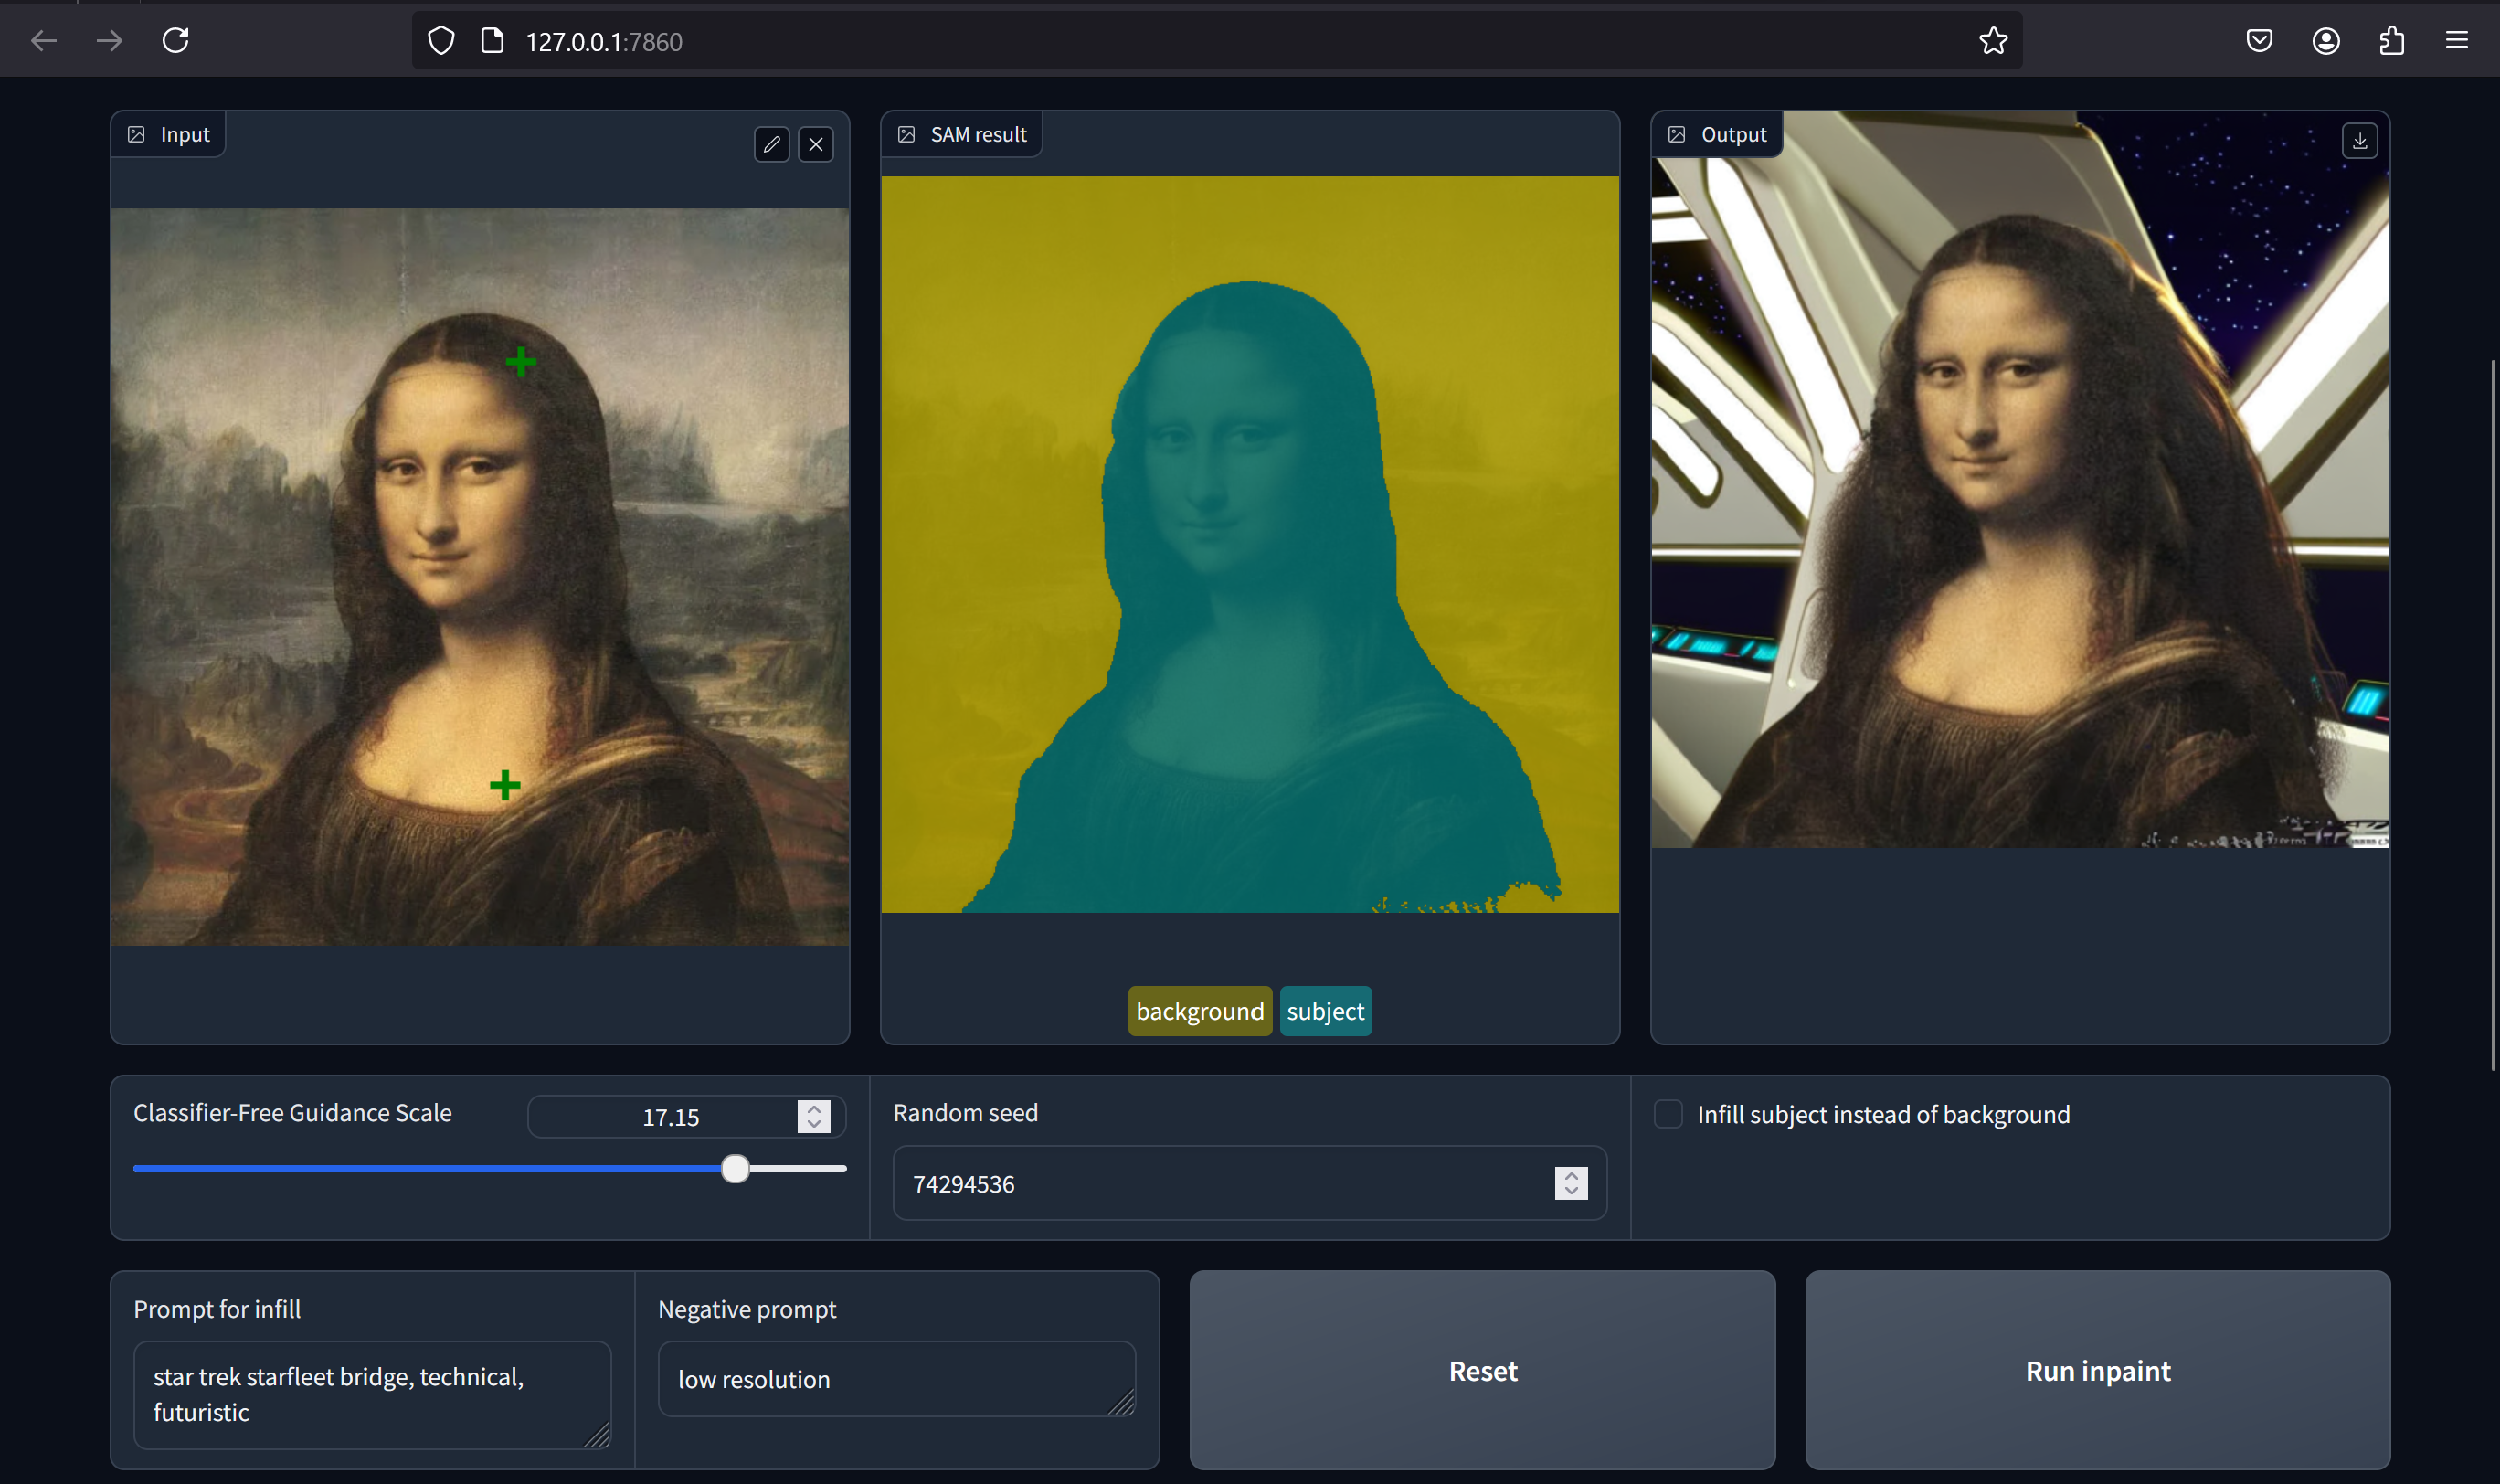 127.0.0.1:7860
Input
SAM result
Output
background subject
Classifier-Free Guidance Scale
17.15
Random seed
74294536
Infill subject instead of background
Prompt for infill
star trek starfleet bridge, technical,
futuristic
Negative prompt
low resolution
Reset
Run inpaint